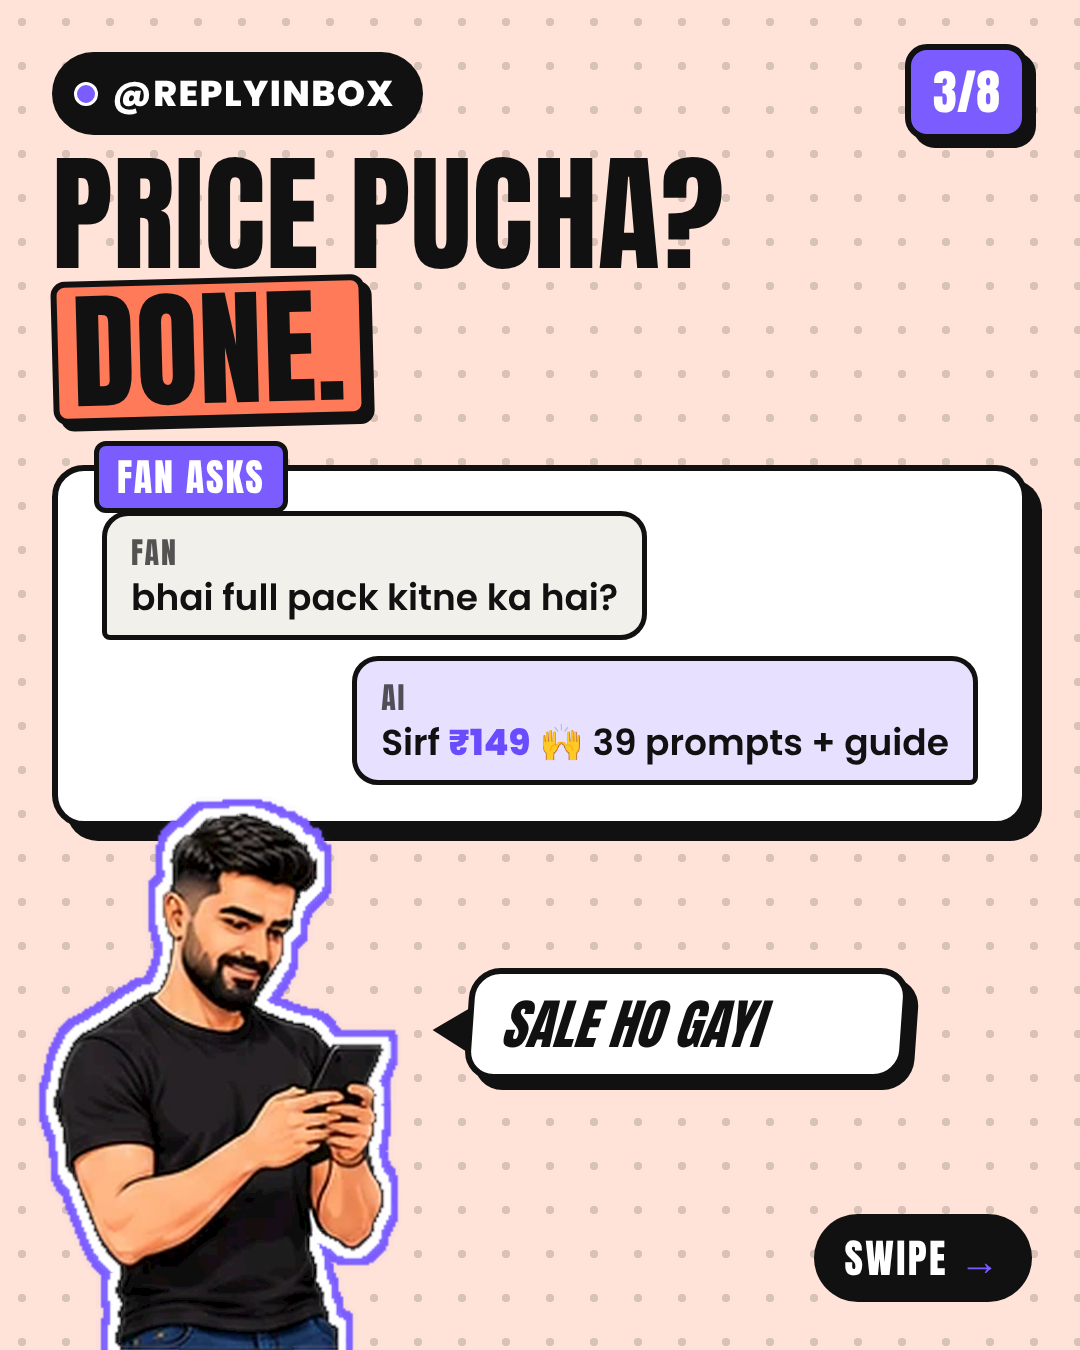 @REPLYINBOX
3/8
PRICE PUCHA?
DONE.
FAN ASKS
FAN
bhai full pack kitne ka hai?
AI
Sirf ₹149 🙌 39 prompts + guide
SALE HO GAYI
SWIPE →